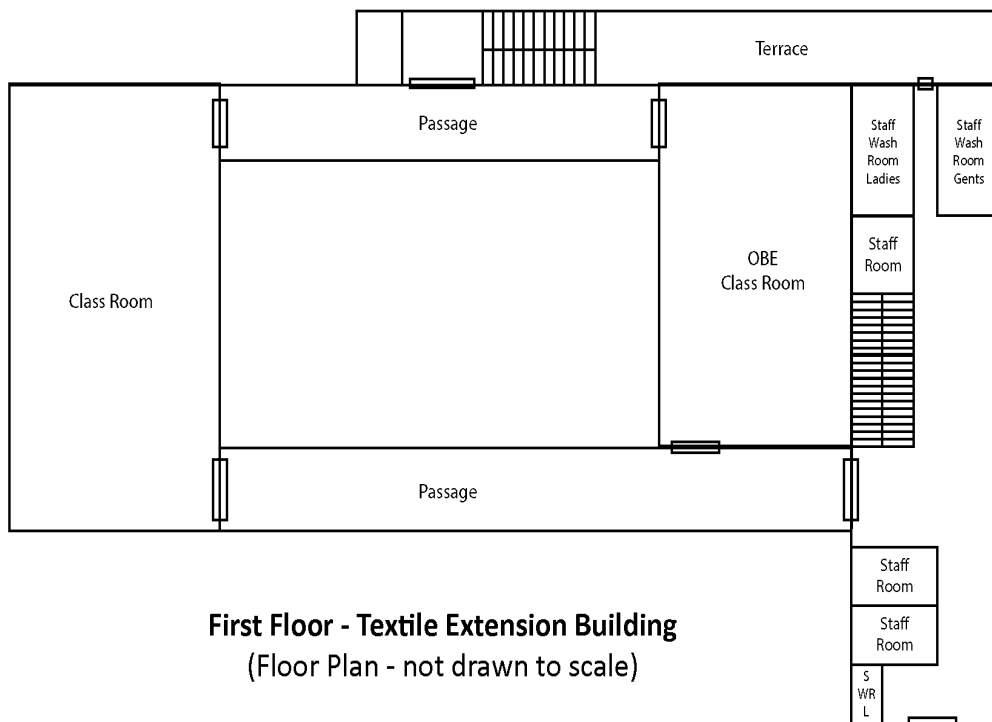 Terrace
Passage
Staff
Wash
Room
Ladies
Staff
Wash
Room
Gents
Staff
Room
OBE
Class Room
Class Room
Passage
Staff
Room
Staff
Room
S
WR
L
First Floor - Textile Extension Building
(Floor Plan - not drawn to scale)